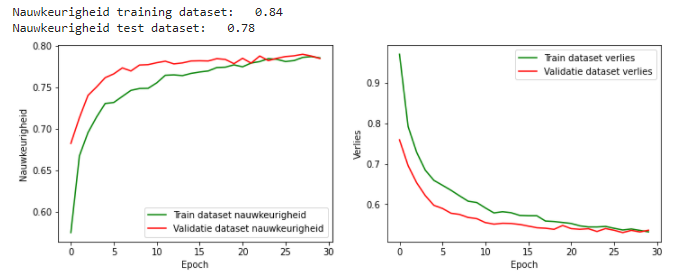 Nauwkeurigheid training dataset: 0.84
Nauwkeurigheid test dataset: 0.78
0.80
0.75
0.70
0.65
0.60
Nauwkeurigheid
0 5 10 15 20 25 30
Epoch
Train dataset nauwkeurigheid
Validatie dataset nauwkeurigheid
0.9
0.8
0.7
0.6
Verlies
0 5 10 15 20 25 30
Epoch
Train dataset verlies
Validatie dataset verlies